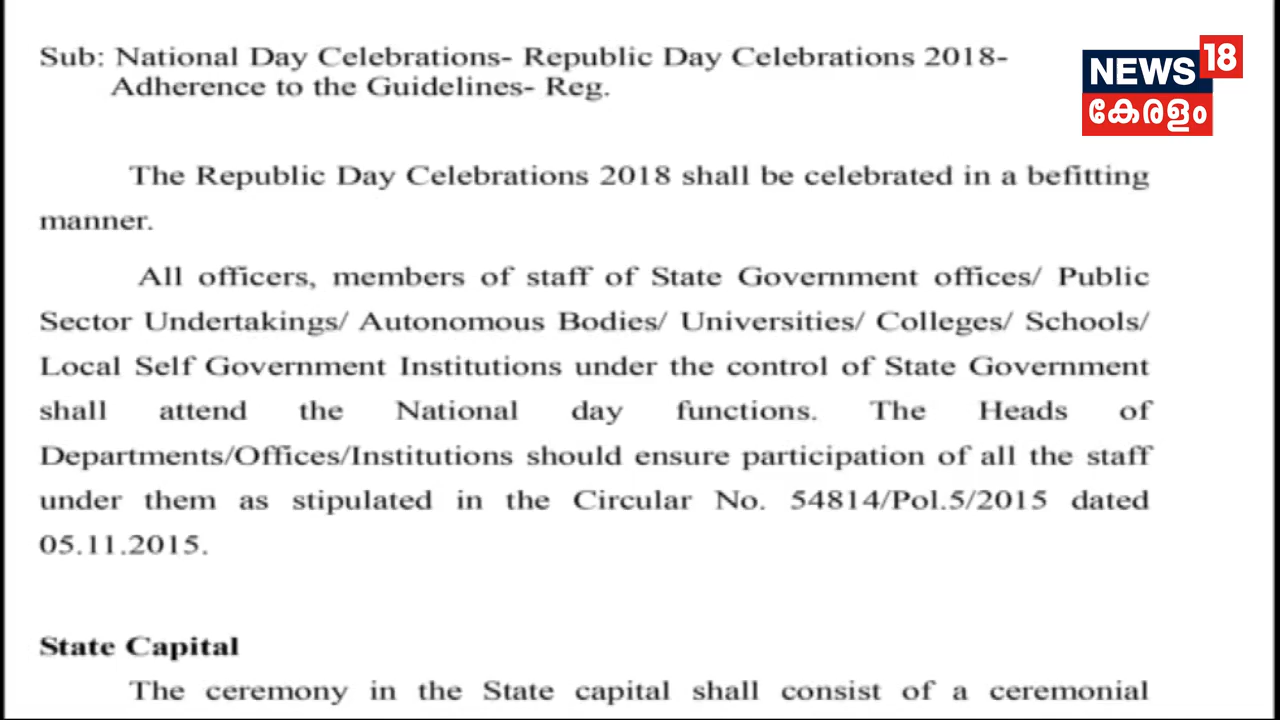 Sub: National Day Celebrations- Republic Day Celebrations 2018-
Adherence to the Guidelines- Reg.
NEWS 18
കേരളം
The Republic Day Celebrations 2018 shall be celebrated in a befitting
manner.
All officers, members of staff of State Government offices/ Public
Sector Undertakings/ Autonomous Bodies/ Universities/ Colleges/ Schools/
Local Self Government Institutions under the control of State Government
shall attend the National day functions. The Heads of
Departments/Offices/Institutions should ensure participation of all the staff
under them as stipulated in the Circular No. 54814/Pol.5/2015 dated
05.11.2015.
State Capital
The ceremony in the State capital shall consist of a ceremonial